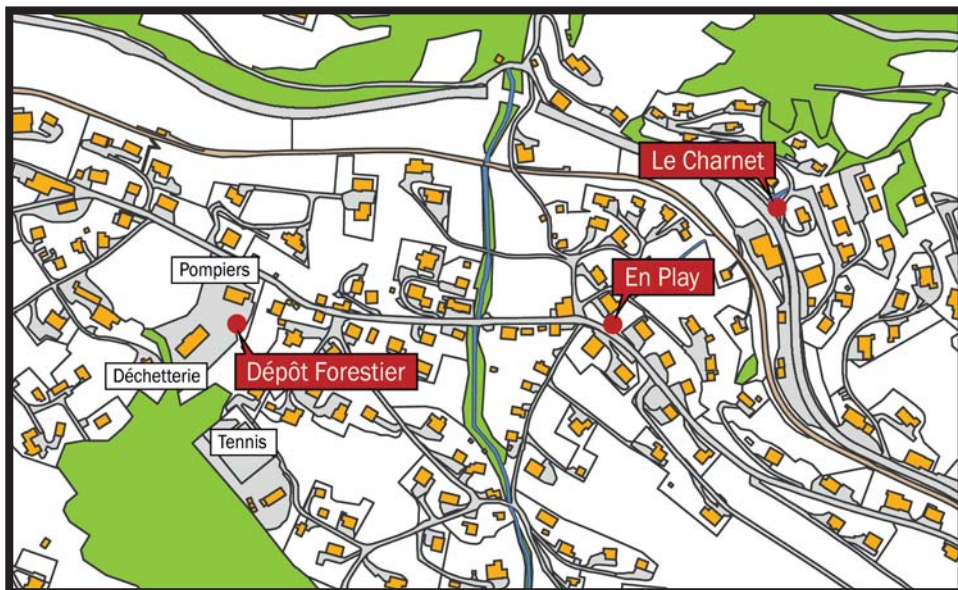 Le Charnet
Pompiers
En Play
Déchetterie
Dépôt Forestier
Tennis